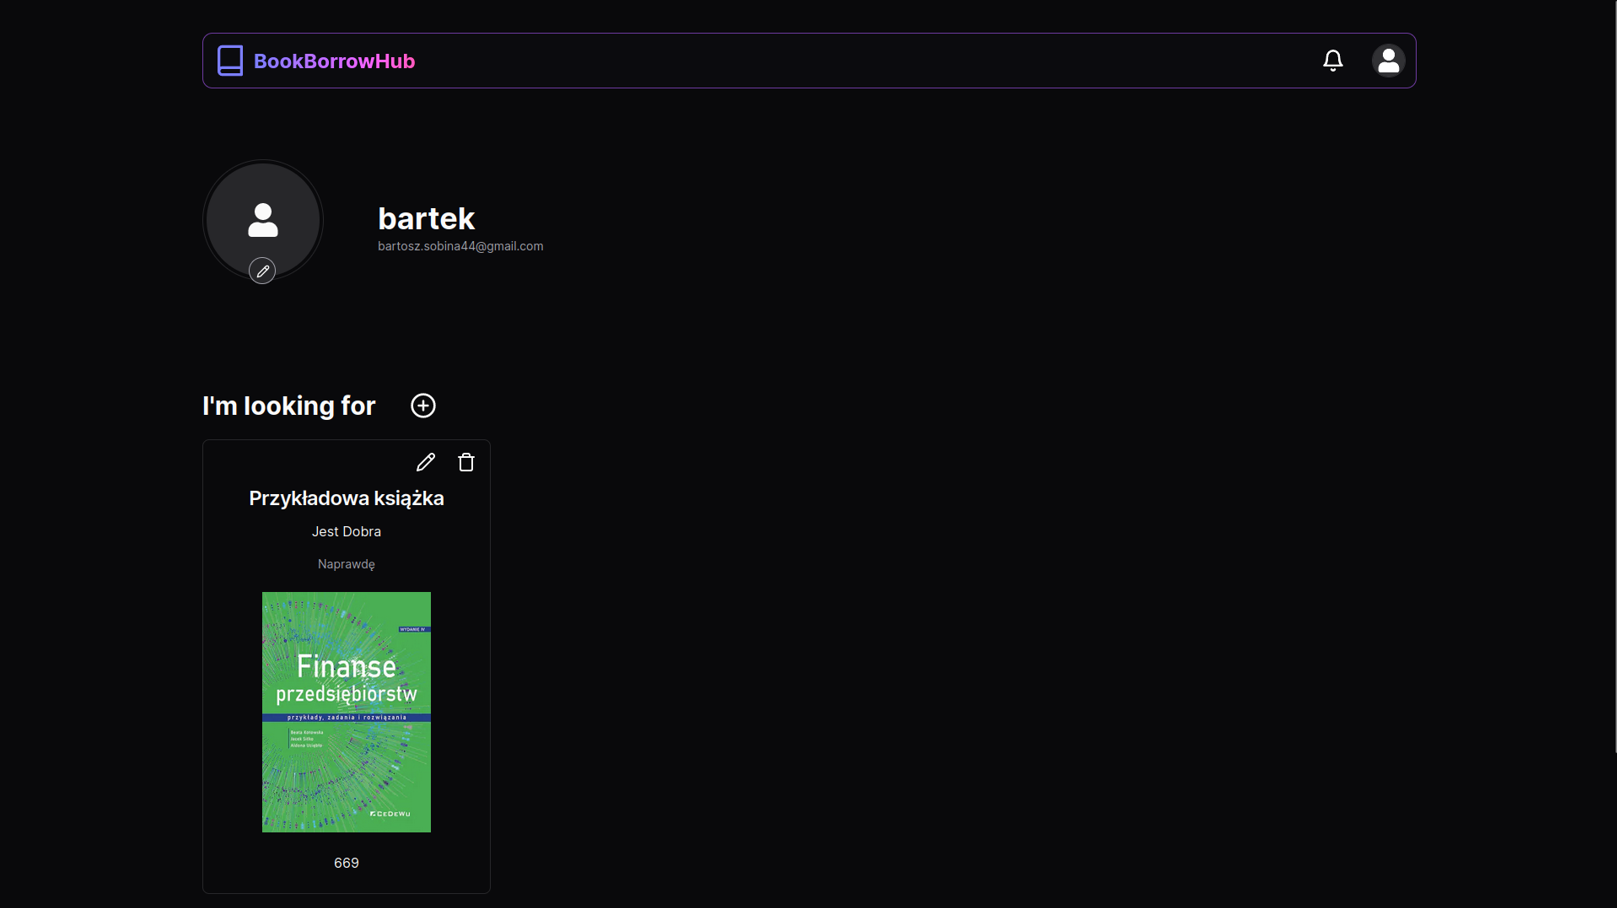 BookBorrowHub
bartek
bartosz.sobina44@gmail.com
I'm looking for
Przykładowa książka
Jest Dobra
Naprawdę
WYDANIE IV
Finanse
przedsiębiorstw
przykłady, zadania i rozwiązania
CEDEWU
669